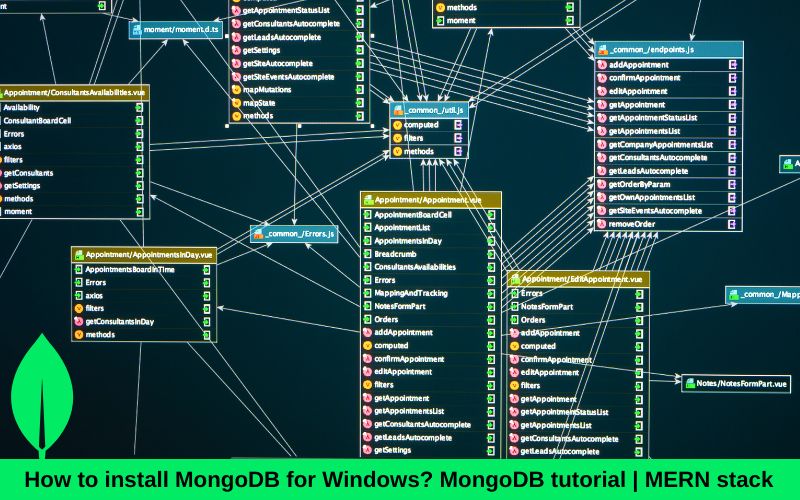 ent
moment/moment.d.ts
getAppointmentStatusList
getConsultantsAutocomplete
getLeadsAutocomplete
getSettings
getSiteAutocomplete
getSiteEventsAutocomplete
mapMutations
mapState
methods
methods
moment
_common_/endpoints.js
addAppointment
confirmAppointment
editAppointment
getAppointment
getAppointmentStatusList
getAppointmentsList
getCompanyAppointmentsList
getConsultantsAutocomplete
getLeadsAutocomplete
getOrderByParam
getOwnAppointmentsList
getSiteEventsAutocomplete
removeOrder
Appointment/ConsultantsAvailabilities.vue
Availability
ConsultantBoardCell
Errors
axios
filters
getConsultants
getSettings
methods
moment
_common_/util.js
computed
filters
methods
_common_/Errors.js
Appointment/AppointmentsInDay.vue
AppointmentsBoardInTime
Errors
axios
filters
getConsultantsInDay
methods
Appointment/Appointment.vue
AppointmentBoardCell
AppointmentList
AppointmentsInDay
Breadcrumb
ConsultantsAvailabilities
Errors
MappingAndTracking
NotesFormPart
Orders
addAppointment
computed
confirmAppointment
editAppointment
filters
getAppointment
getAppointmentsList
getConsultantsAutocomplete
getLeadsAutocomplete
getSettings
Appointment/EditAppointment.vue
Errors
NotesFormPart
Orders
addAppointment
computed
confirmAppointment
editAppointment
filters
getAppointment
getAppointmentStatusList
getAppointmentsList
getConsultantsAutocomplete
getLeadsAutocomplete
A
_common_/Mapp
Notes/NotesFormPart.vue
How to install MongoDB for Windows? MongoDB tutorial | MERN stack